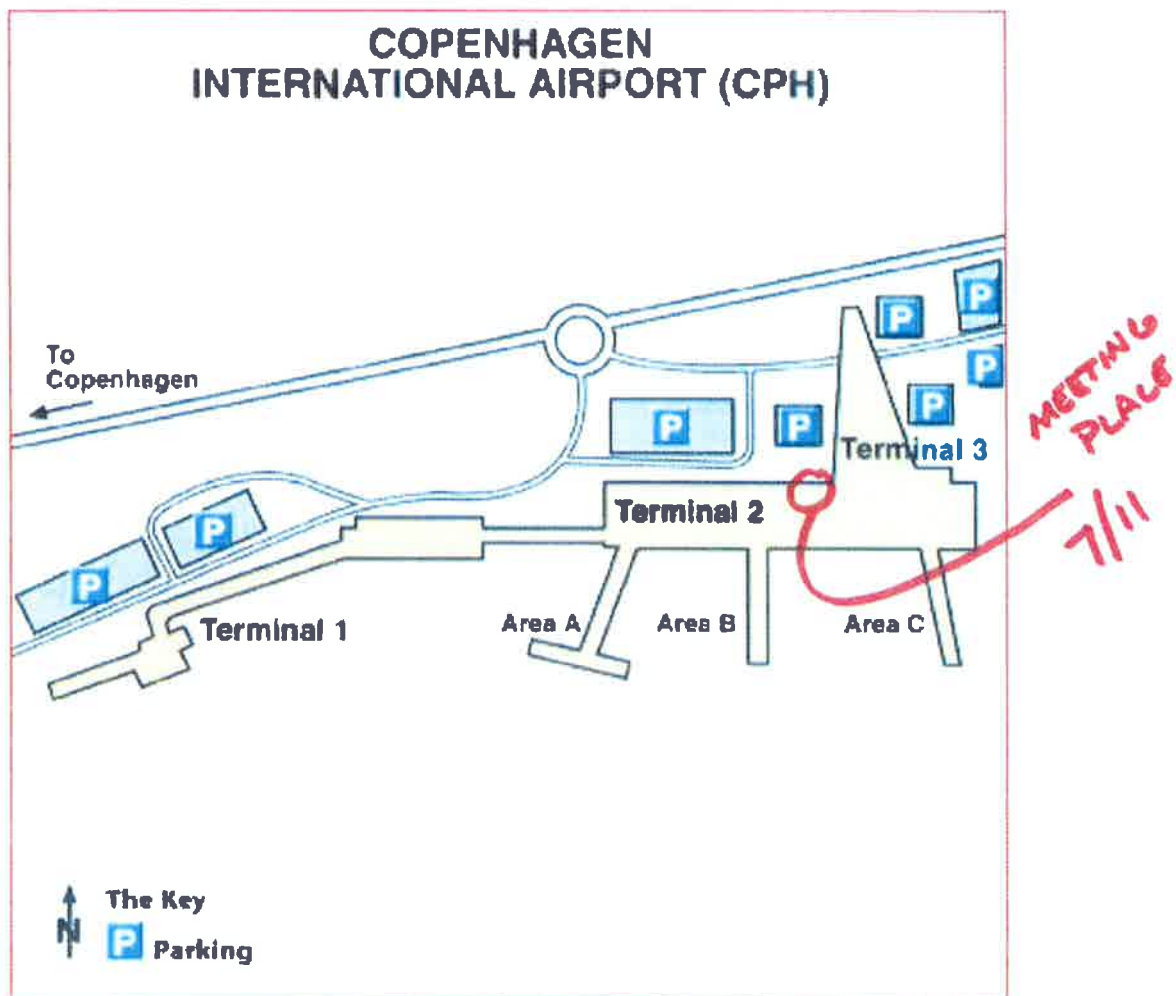 COPENHAGEN
INTERNATIONAL AIRPORT (CPH)
To
Copenhagen
P
P
P
P
P
P
P
P
Terminal 3
Terminal 2
Terminal 1
Area A
Area B
Area C
MEETING
PLACE
7/11
The Key
N
P Parking